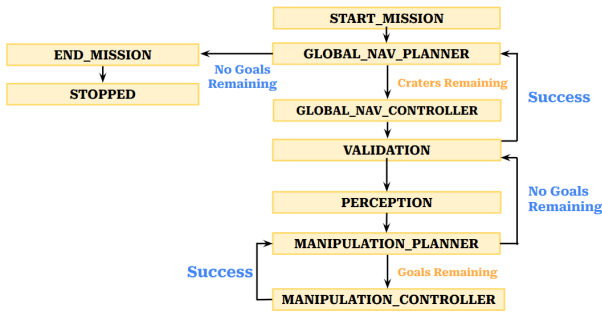 START_MISSION
END_MISSION
GLOBAL_NAV_PLANNER
No Goals
Remaining
Craters Remaining
STOPPED
Success
GLOBAL_NAV_CONTROLLER
VALIDATION
No Goals
Remaining
PERCEPTION
MANIPULATION_PLANNER
Success
Goals Remaining
MANIPULATION_CONTROLLER